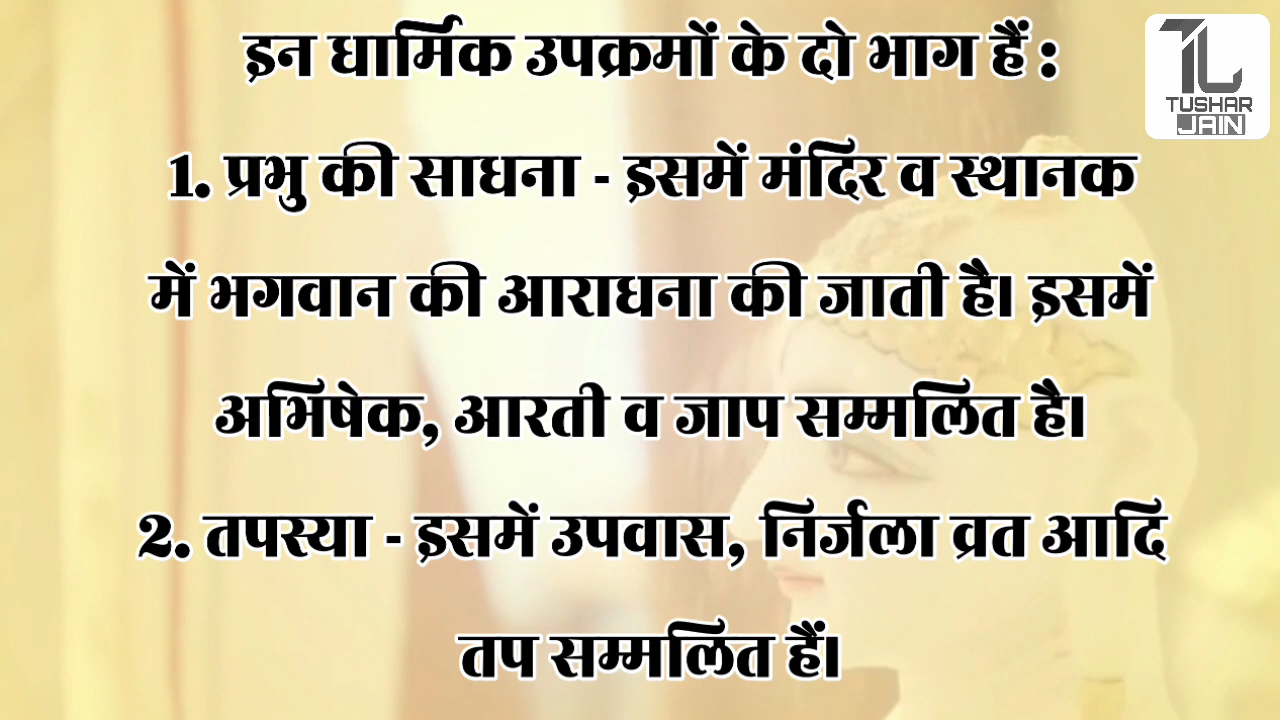 इन धार्मिक उपक्रमों के दो भाग हैं :
TUSHAR
JAIN
1. प्रभु की साधना - इसमें मंदिर व स्थानक
में भगवान की आराधना की जाती है। इसमें
अभिषेक, आरती व जाप सम्मलित है।
2. तपस्या - इसमें उपवास, निर्जला व्रत आदि
तप सम्मलित हैं।